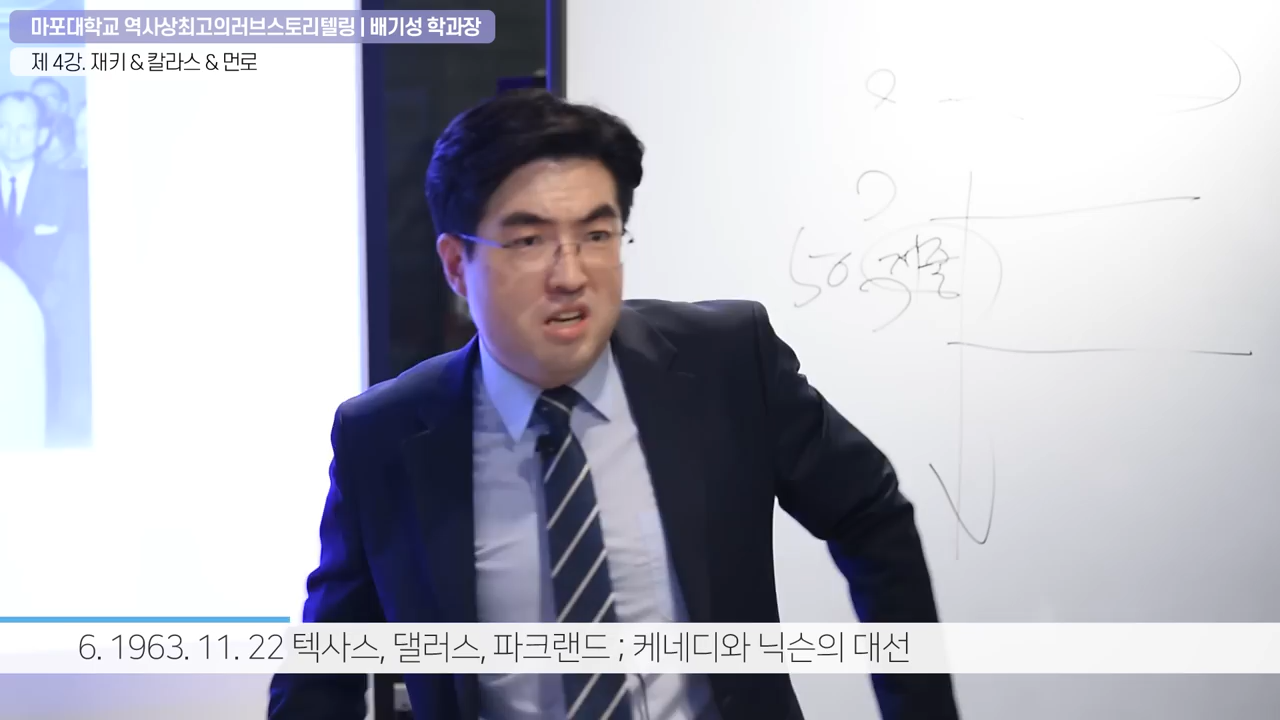 마포대학교 역사상최고의러브스토리텔링 | 배기성 학과장
제 4강. 재키 & 칼라스 & 먼로
50
6. 1963. 11. 22 텍사스, 댈러스, 파크랜드 ; 케네디와 닉슨의 대선